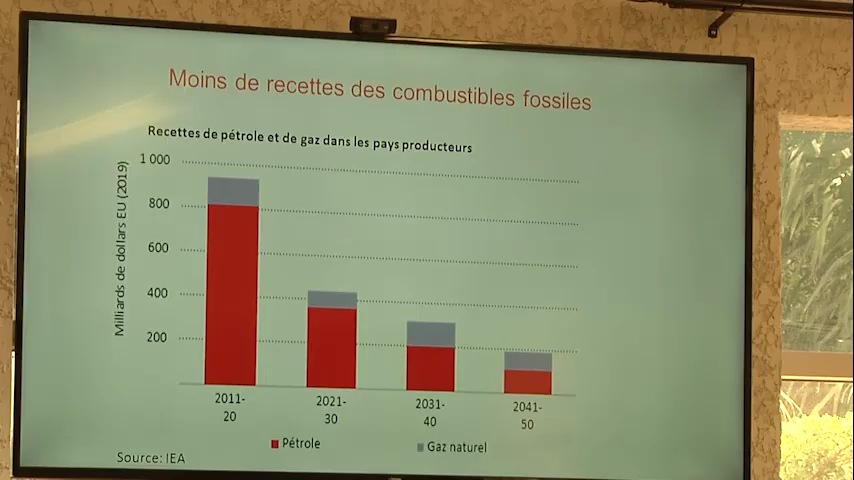 Moins de recettes des combustibles fossiles
Recettes de pétrole et de gaz dans les pays producteurs
Milliards de dollars EU (2019)
1 000
800
600
400
200
2011-
20
2021-
30
2031-
40
2041-
50
Pétrole
Gaz naturel
Source: IEA